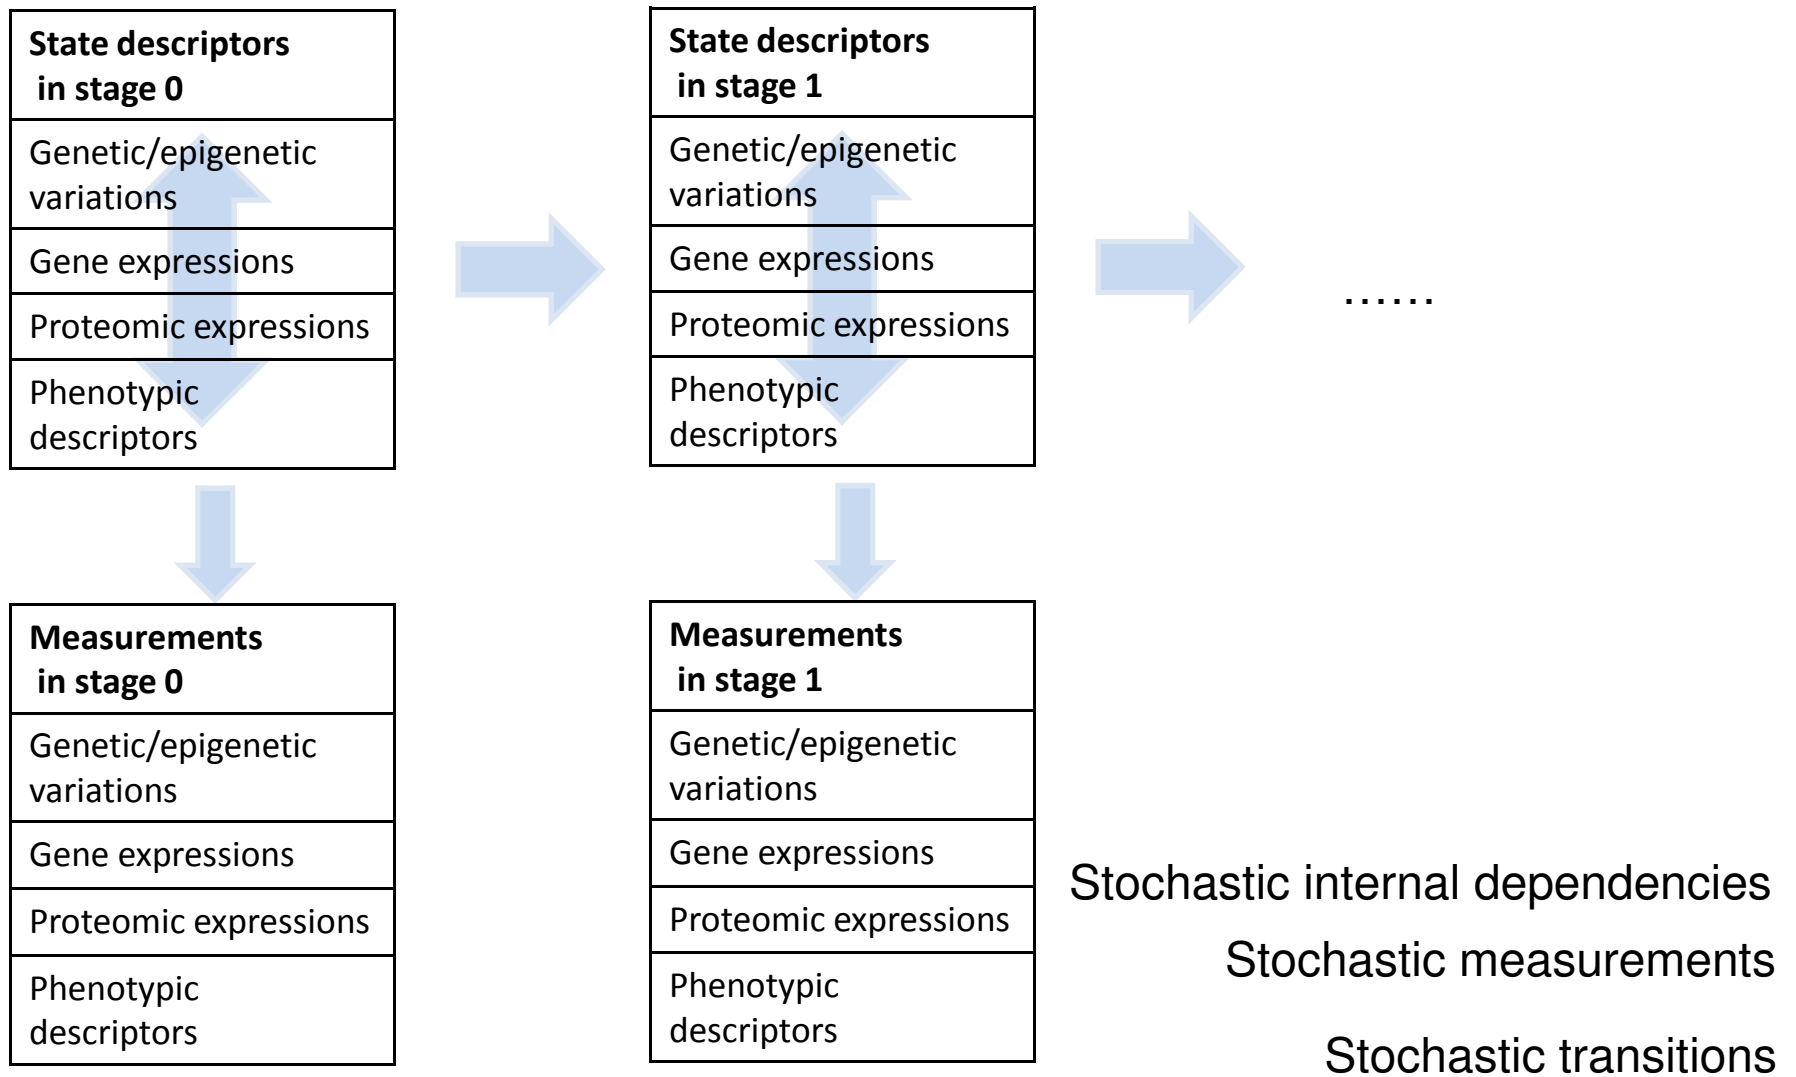 State descriptors
in stage 0
Genetic/epigenetic
variations
Gene expressions
Proteomic expressions
Phenotypic
descriptors
State descriptors
in stage 1
Genetic/epigenetic
variations
Gene expressions
Proteomic expressions
Phenotypic
descriptors
......
Measurements
in stage 0
Genetic/epigenetic
variations
Gene expressions
Proteomic expressions
Phenotypic
descriptors
Measurements
in stage 1
Genetic/epigenetic
variations
Gene expressions
Proteomic expressions
Phenotypic
descriptors
Stochastic internal dependencies
Stochastic measurements
Stochastic transitions